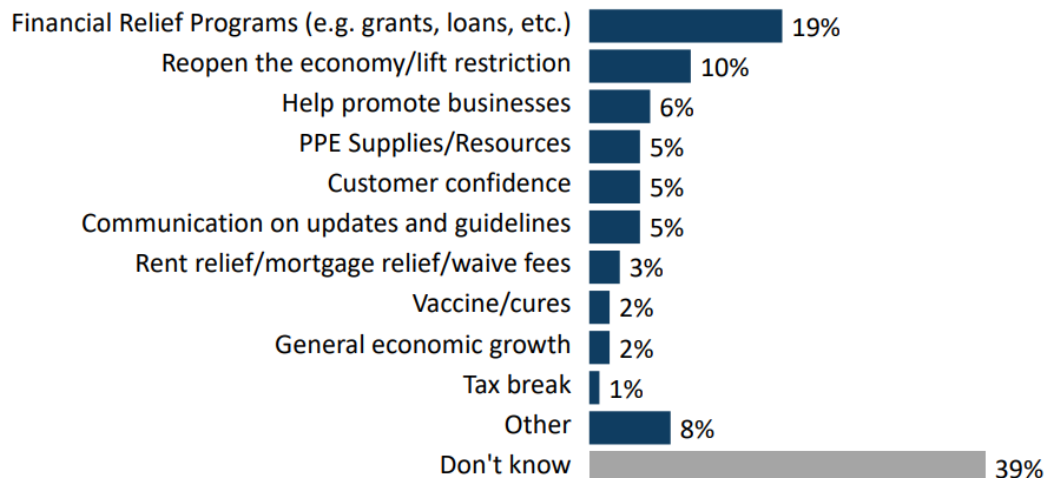 Financial Relief Programs (e.g. grants, loans, etc.) 19%
Reopen the economy/lift restriction 10%
Help promote businesses 6%
PPE Supplies/Resources 5%
Customer confidence 5%
Communication on updates and guidelines 5%
Rent relief/mortgage relief/waive fees 3%
Vaccine/cures 2%
General economic growth 2%
Tax break 1%
Other 8%
Don't know 39%